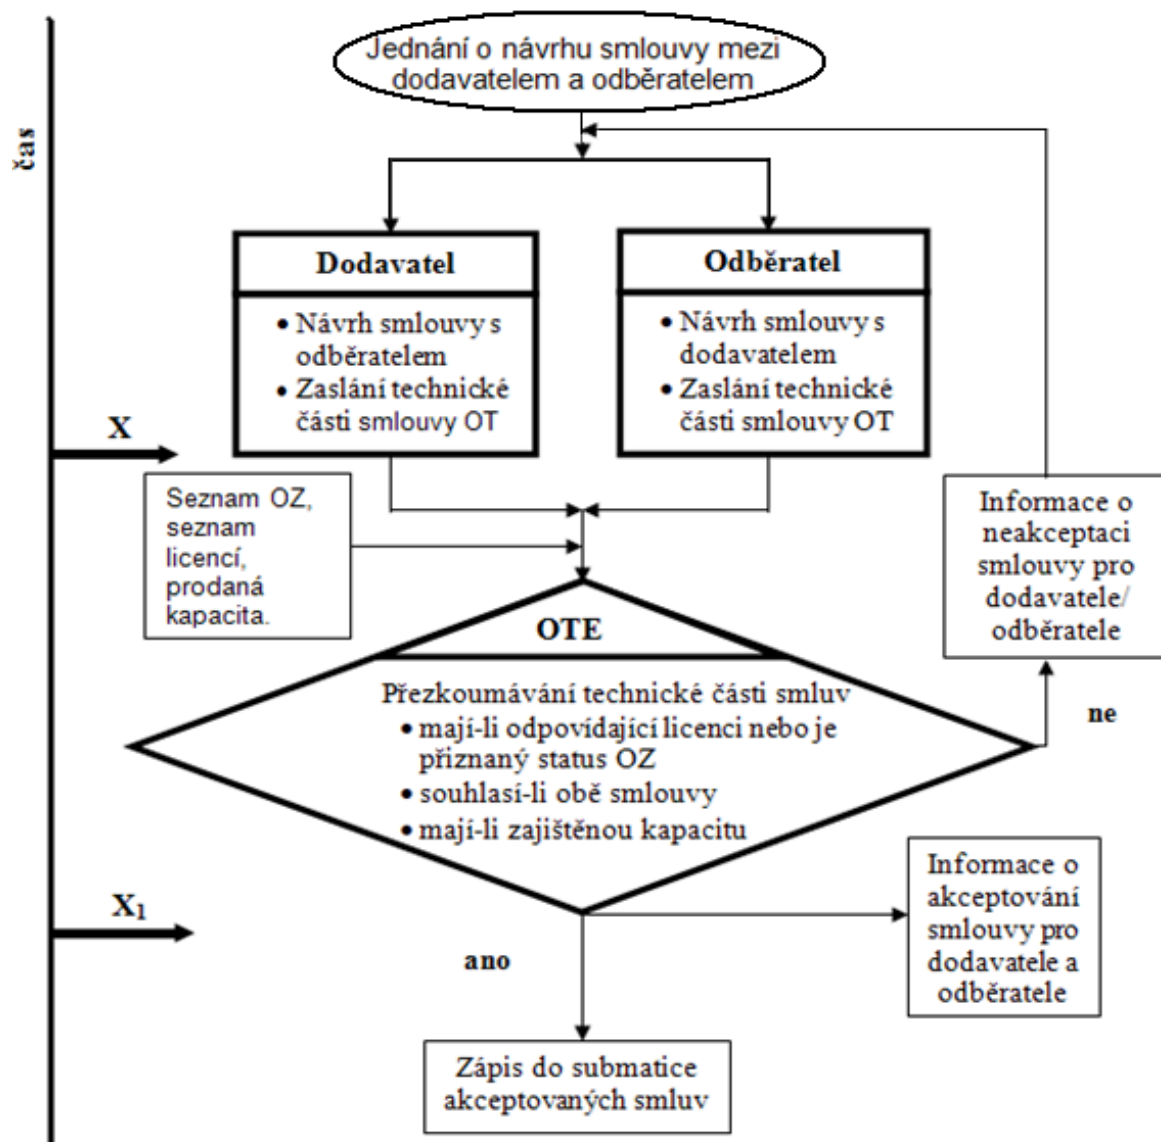 Jednání o návrhu smlouvy mezi
dodavatelem a odběratelem
čas
Dodavatel
• Návrh smlouvy s
odběratelem
• Zaslání technické
části smlouvy OT
Odběratel
• Návrh smlouvy s
dodavatelem
• Zaslání technické
části smlouvy OT
X
Seznam OZ,
seznam
licencí,
prodaná
kapacita.
Informace o
neakceptaci
smlouvy pro
dodavatele/
odběratele
OTE
Přezkoumávání technické části smluv
• mají-li odpovídající licenci nebo je
přiznaný status OZ
• souhlasí-li obě smlouvy
• mají-li zajištěnou kapacitu
ne
X₁
ano
Informace o
akceptování
smlouvy pro
dodavatele a
odběratele
Zápis do submatice
akceptovaných smluv